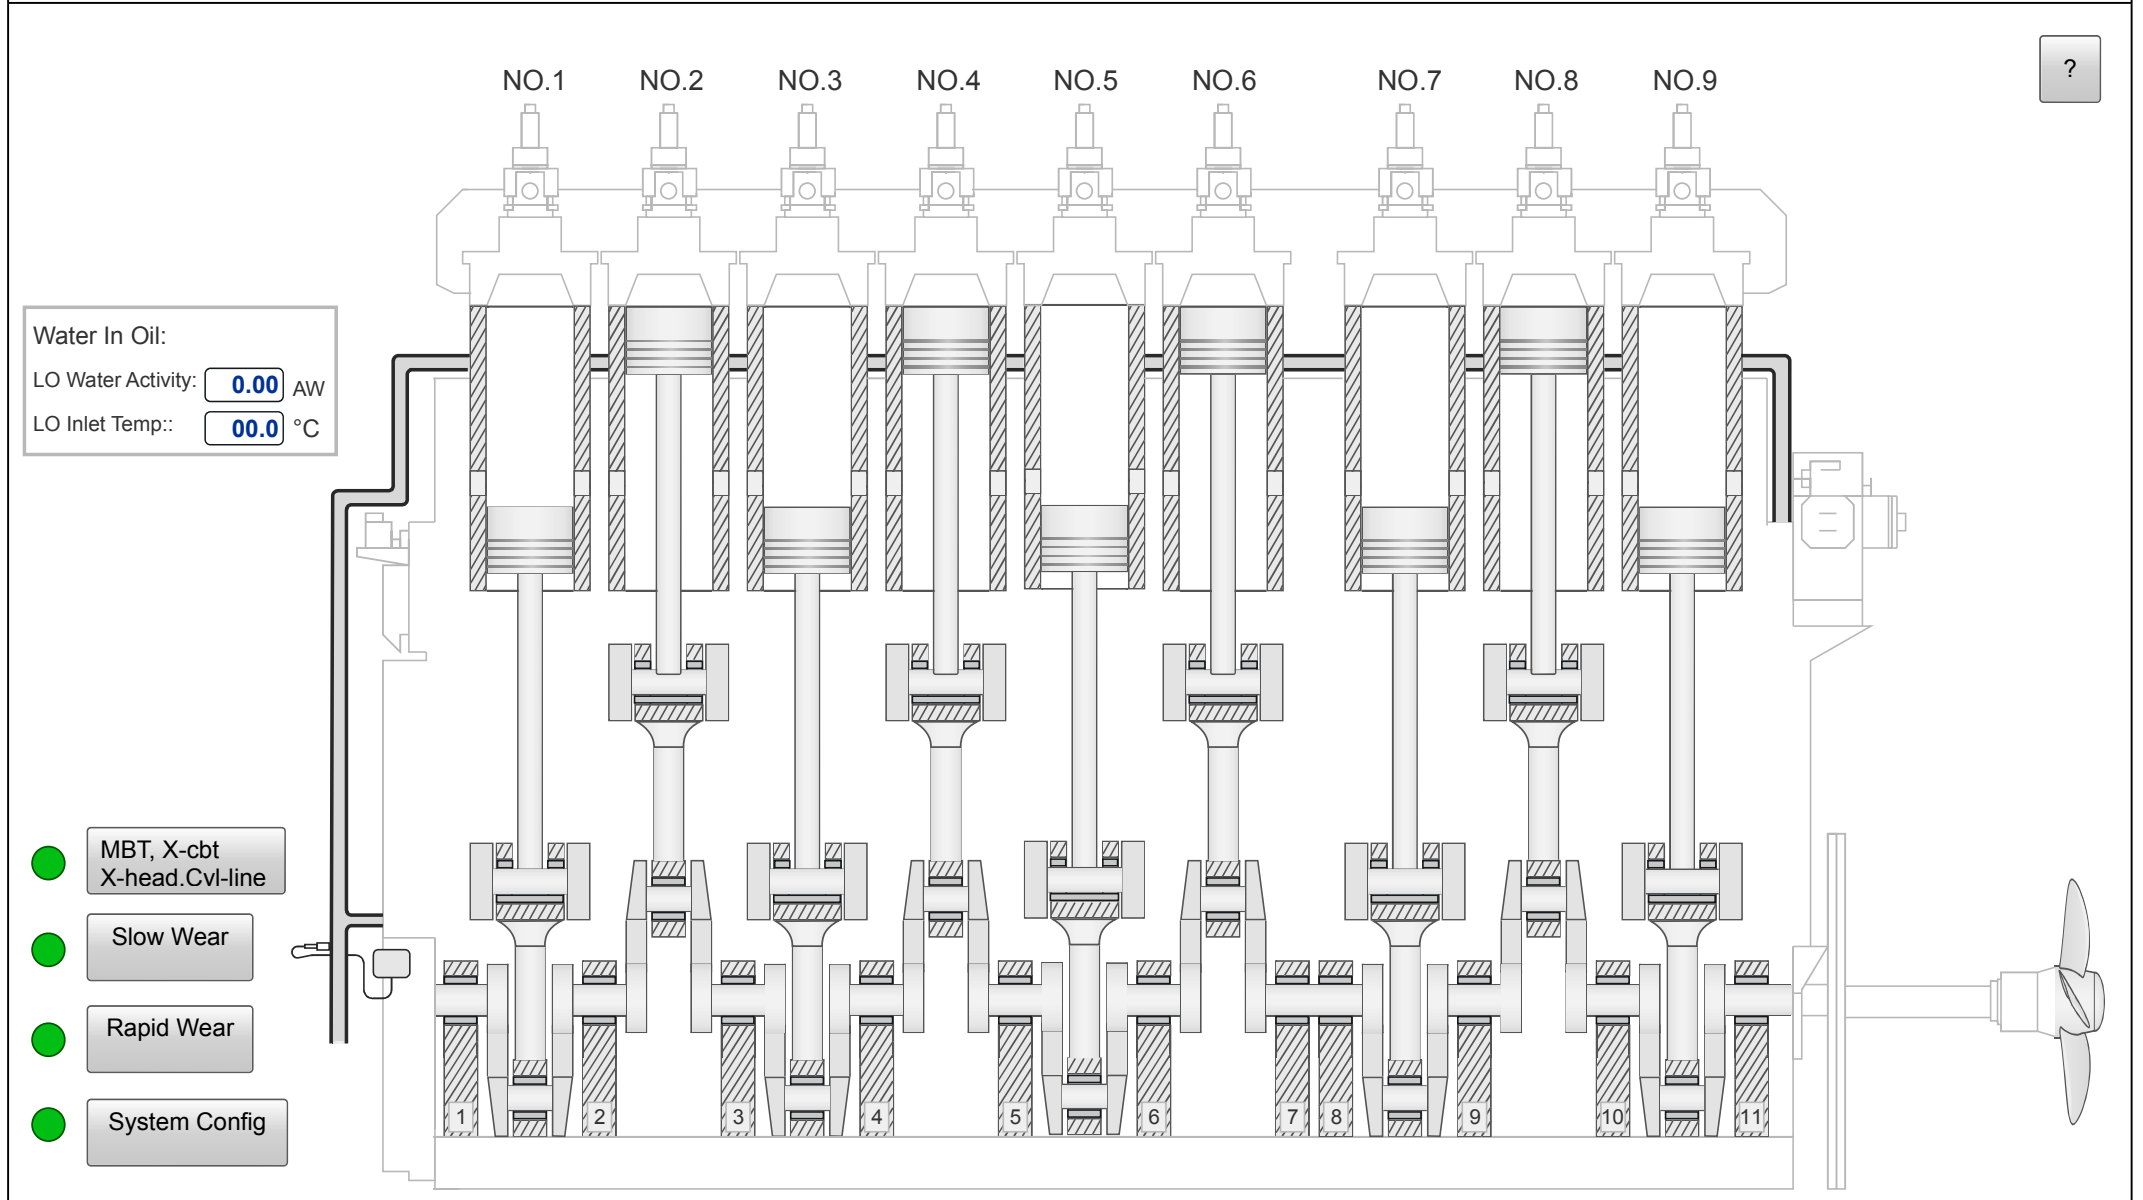 NO.1 NO.2 NO.3 NO.4 NO.5 NO.6 NO.7 NO.8 NO.9
?
Water In Oil:
LO Water Activity: 0.00 AW
LO Inlet Temp:: 00.0 °C
MBT, X-cbt
X-head.Cvl-line
Slow Wear
Rapid Wear
System Config
1 2 3 4 5 6 7 8 9 10 11